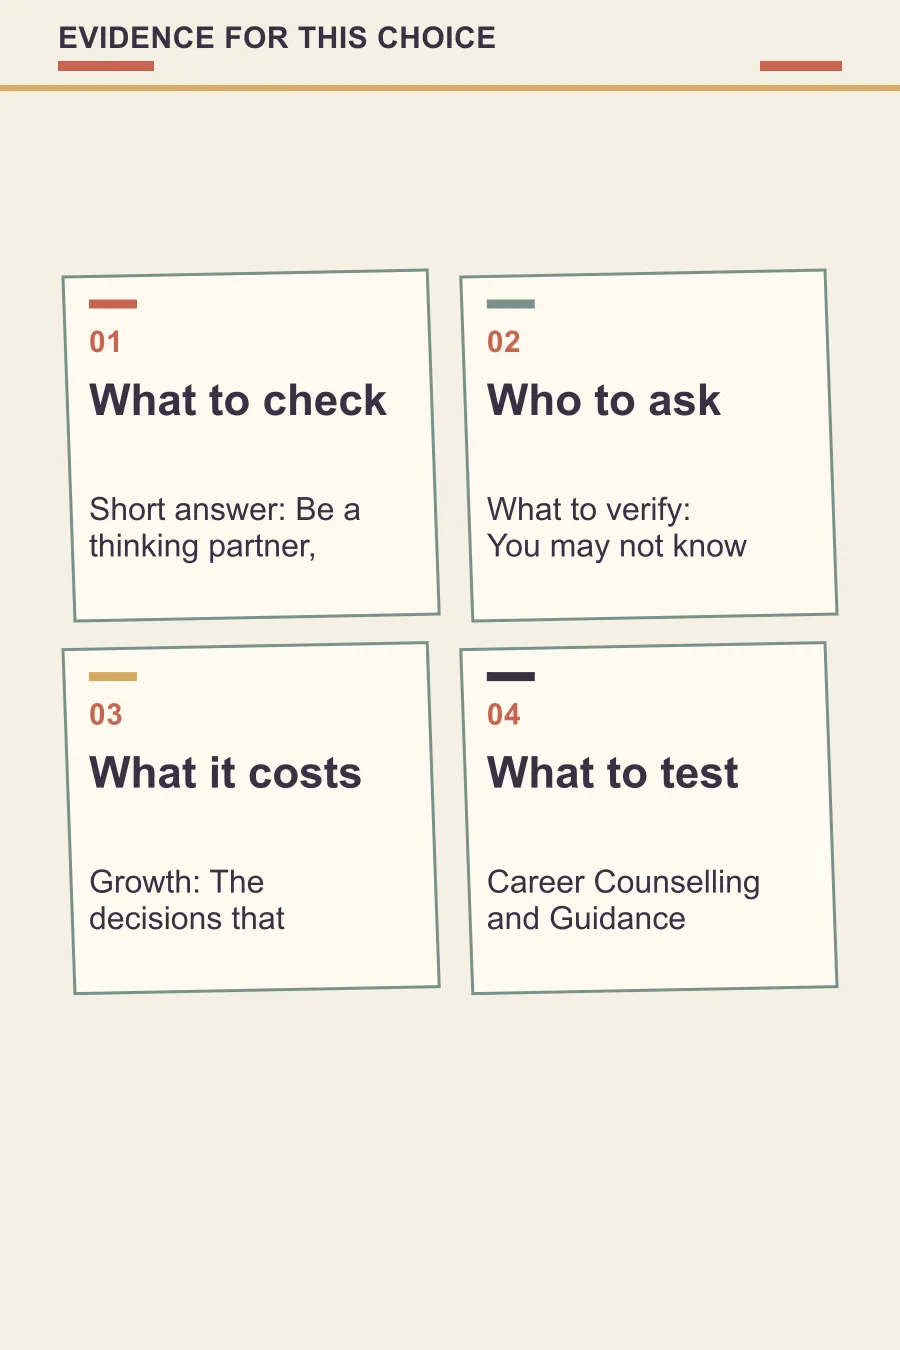 EVIDENCE FOR THIS CHOICE
01
What to check
Short answer: Be a
thinking partner,
02
Who to ask
What to verify:
You may not know
03
What it costs
Growth: The
decisions that
04
What to test
Career Counselling
and Guidance